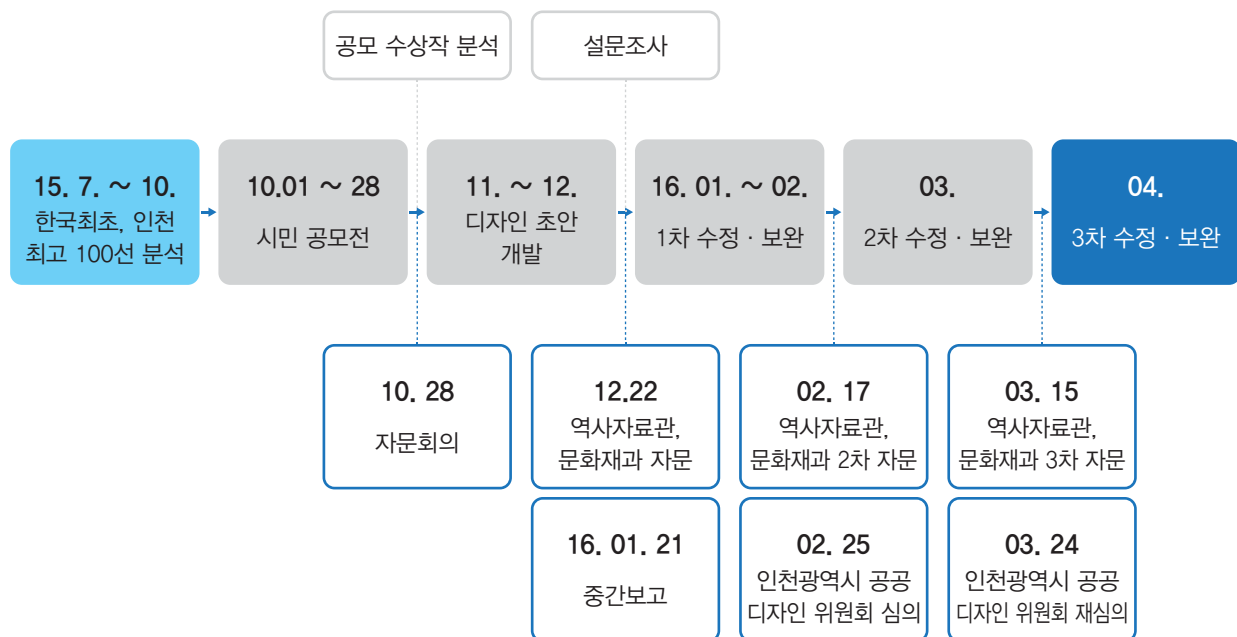 공모 수상작 분석
설문조사
15. 7. ~ 10.
한국최초, 인천
최고 100선 분석
10.01 ~ 28
시민 공모전
11. ~ 12.
디자인 초안
개발
16. 01. ~ 02.
1차 수정 · 보완
03.
2차 수정 · 보완
04.
3차 수정 · 보완
10. 28
자문회의
12.22
역사자료관,
문화재과 자문
02. 17
역사자료관,
문화재과 2차 자문
03. 15
역사자료관,
문화재과 3차 자문
16. 01. 21
중간보고
02. 25
인천광역시 공공
디자인 위원회 심의
03. 24
인천광역시 공공
디자인 위원회 재심의